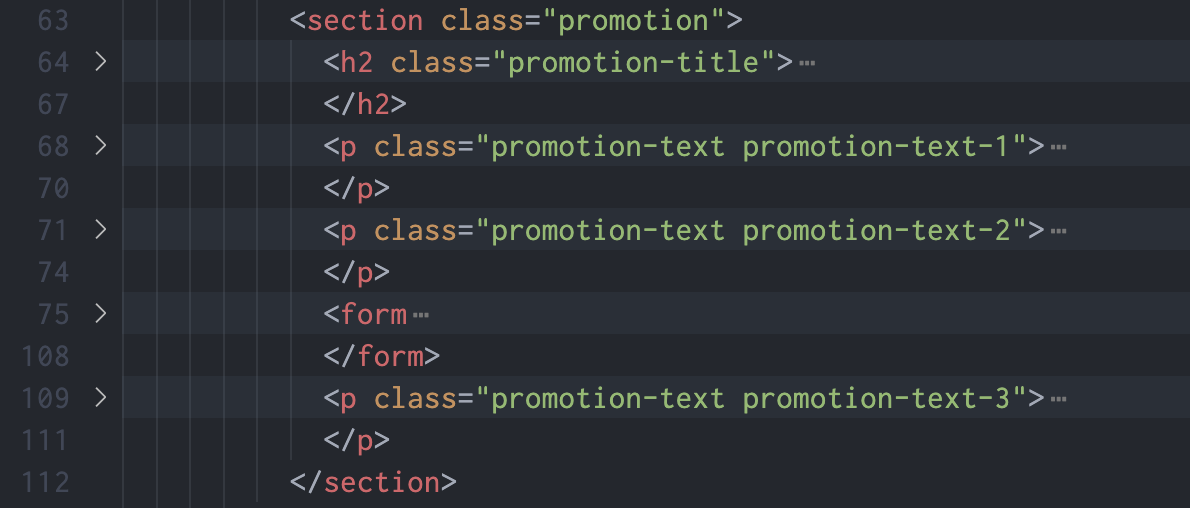 63 <section class="promotion">
64 > <h2 class="promotion-title">⋯
67 </h2>
68 > <p class="promotion-text promotion-text-1">⋯
70 </p>
71 > <p class="promotion-text promotion-text-2">⋯
74 </p>
75 > <form⋯
108 </form>
109 > <p class="promotion-text promotion-text-3">⋯
111 </p>
112 </section>